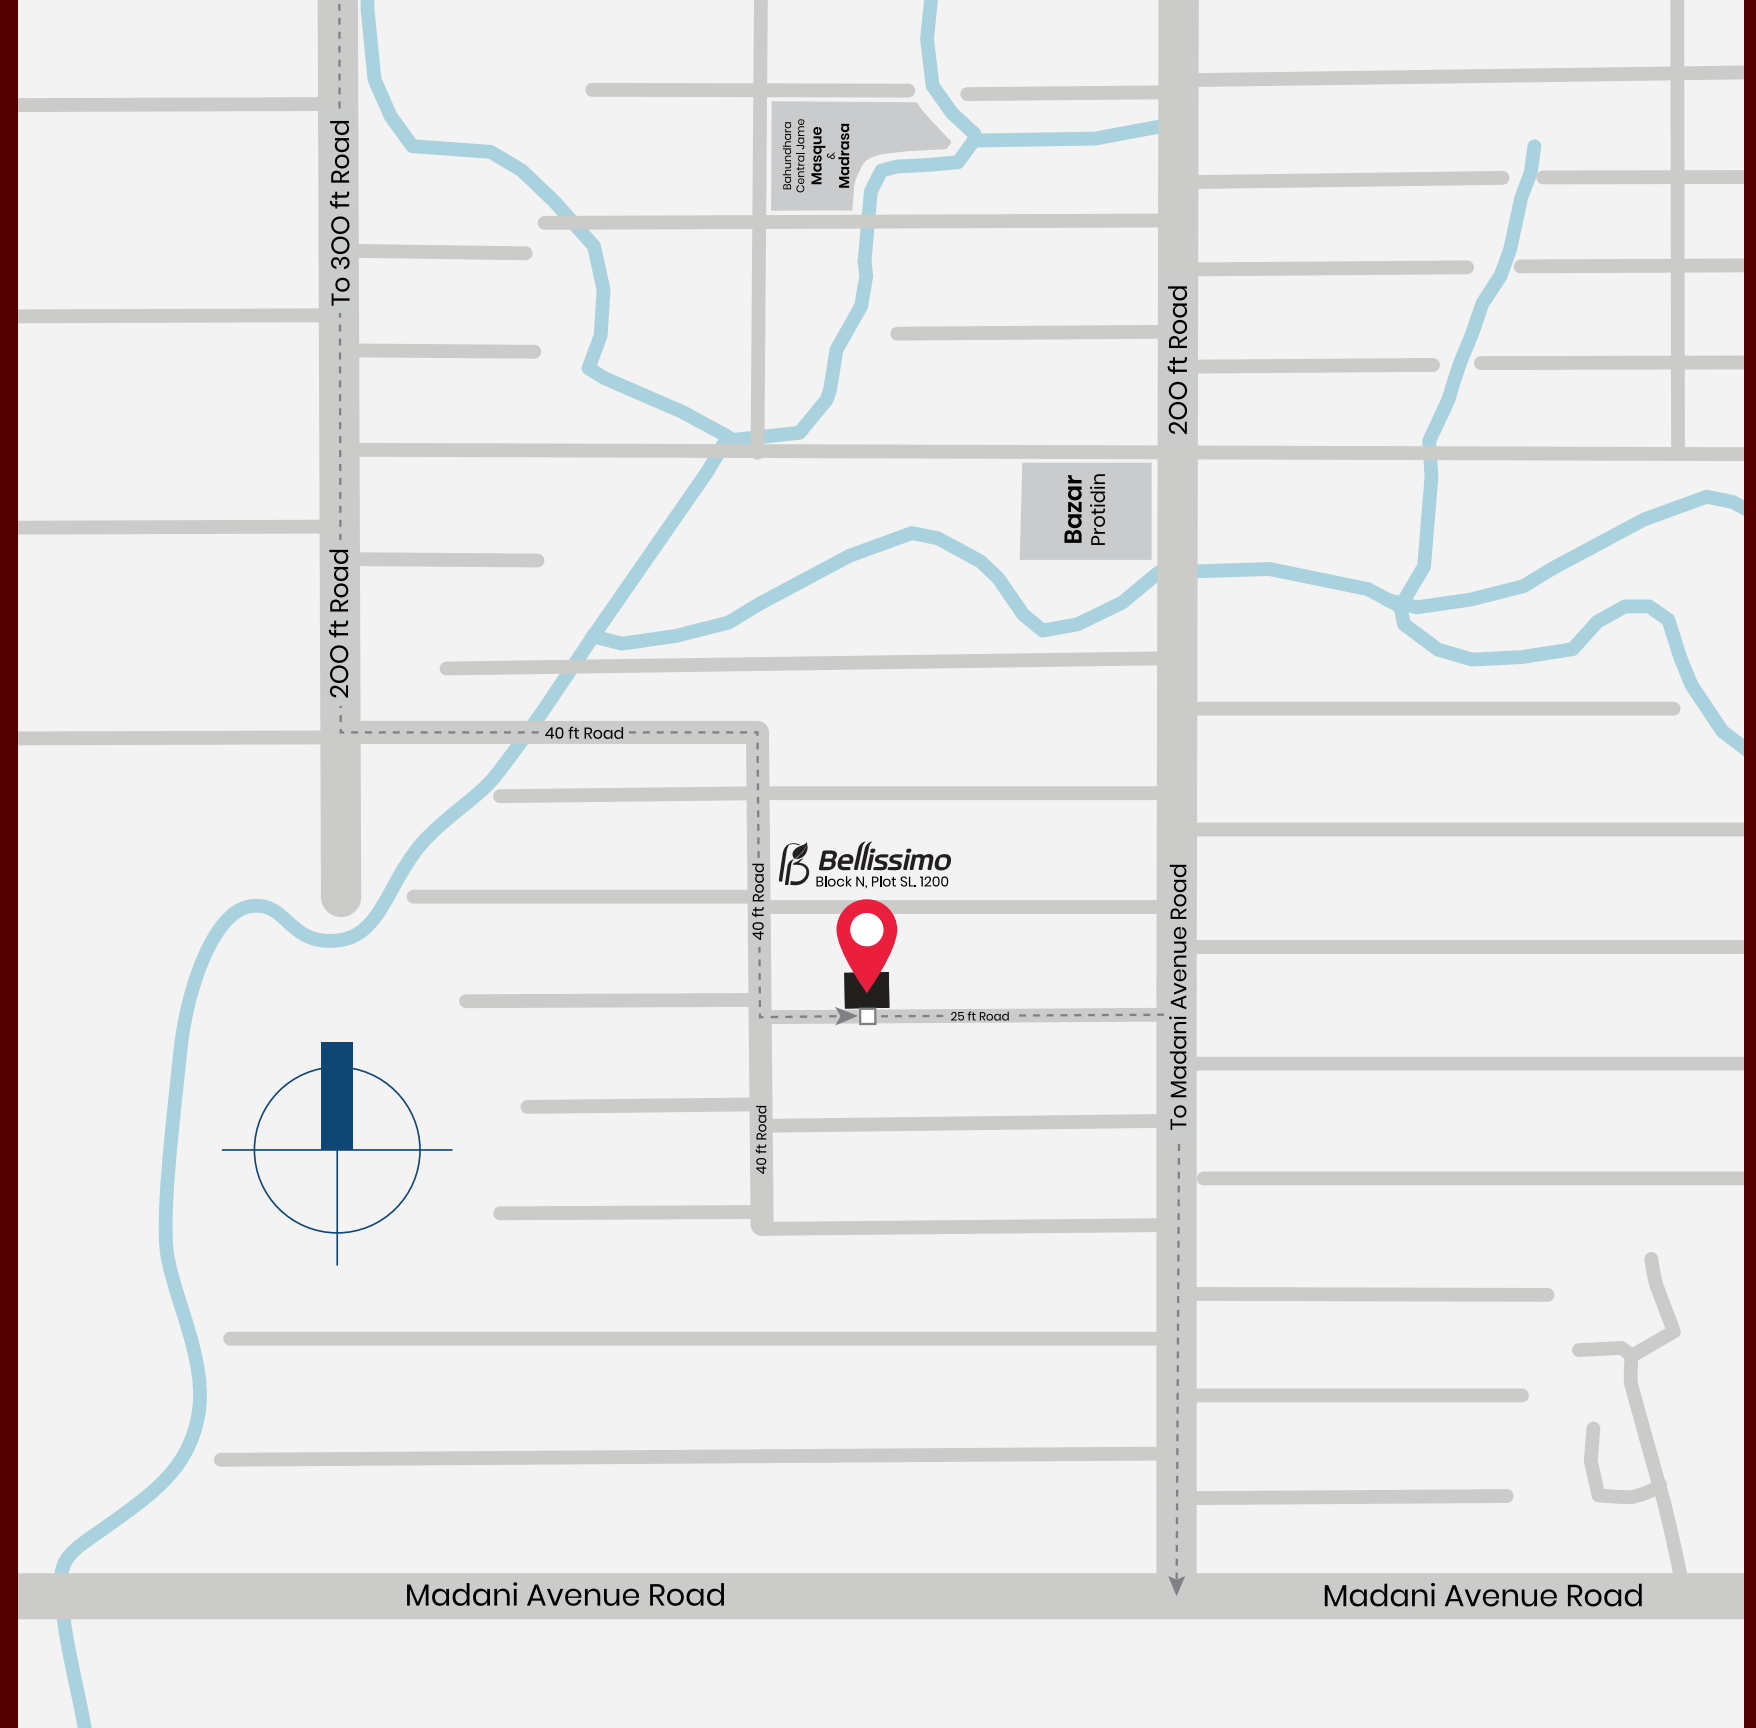 To 300 ft Road
Bahundhara
Central Jame
Masque
&
Madrasa
200 ft Road
Bazar
Protidin
200 ft Road
40 ft Road
Bellissimo
Block N, Plot SL. 1200
40 ft Road
To Madani Avenue Road
25 ft Road
40 ft Road
Madani Avenue Road
Madani Avenue Road